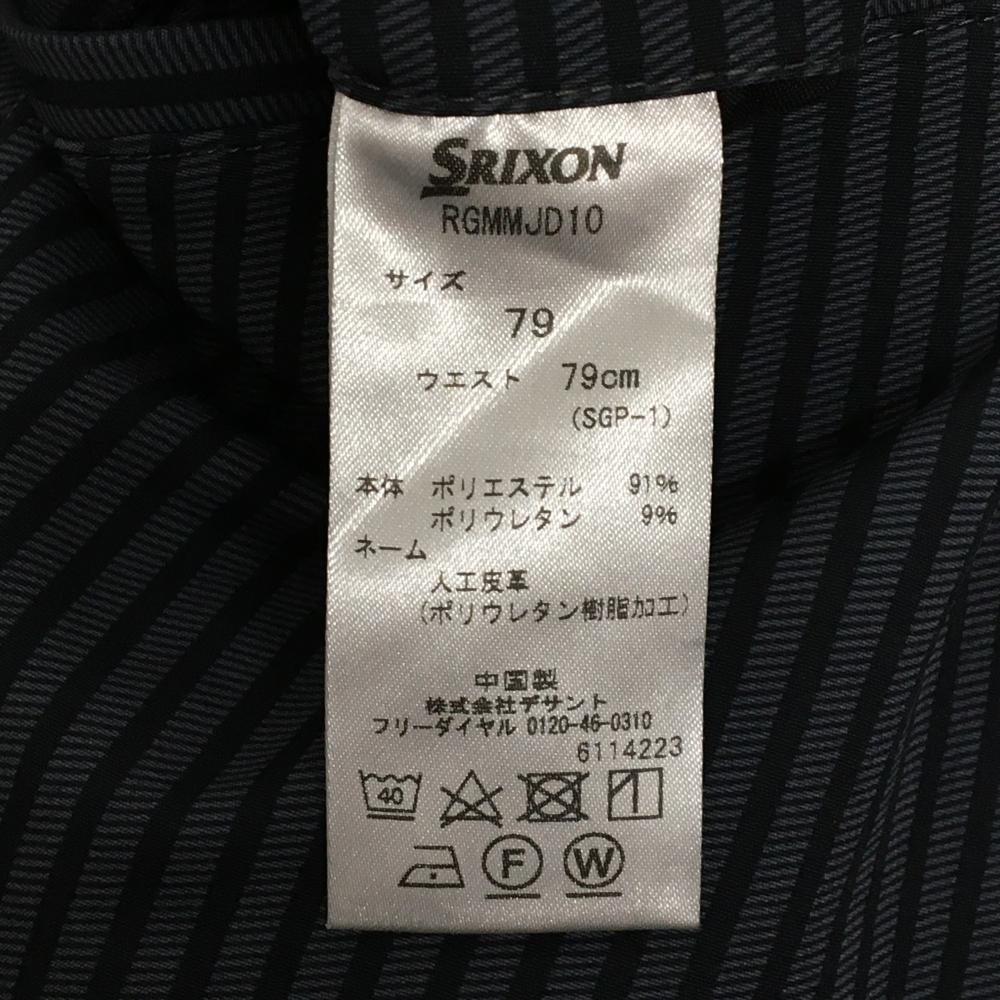 SRIXON
RGMMJD10
サイズ
79
ウエスト 79cm
(SGP-1)
本体 ポリエステル 91%
ポリウレタン 9%
ネーム
人工皮革
(ポリウレタン樹脂加工)
中国製
株式会社デサント
フリーダイヤル 0120-46-0310
6114223
40
F W